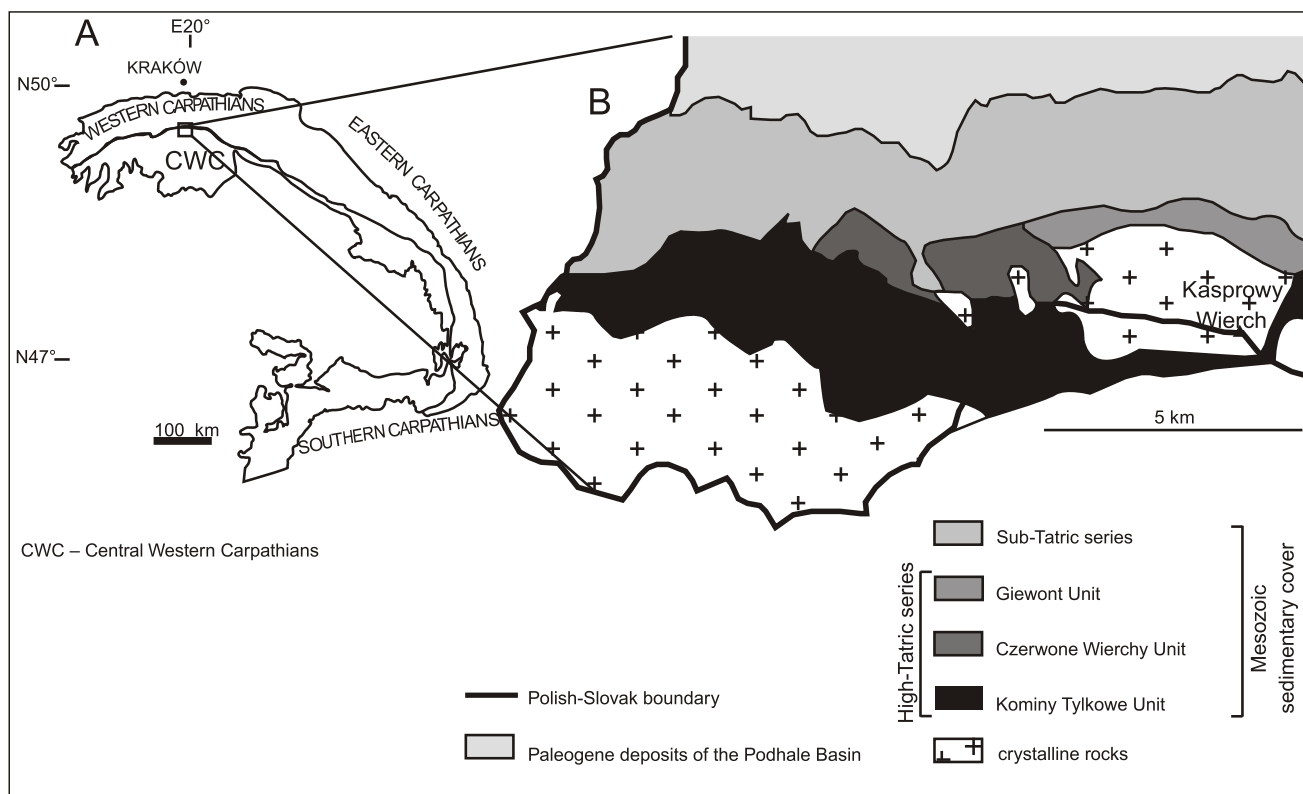 A
E20°
KRAKÓW
N50°
WESTERN CARPATHIANS
CWC
EASTERN CARPATHIANS
N47°
100 km
SOUTHERN CARPATHIANS
CWC – Central Western Carpathians
B
Kasprowy
Wierch
5 km
Sub-Tatric series
Giewont Unit
Czerwone Wierchy Unit
Kominy Tylkowe Unit
crystalline rocks
High-Tatric series
Mesozoic
sedimentary cover
Polish-Slovak boundary
Paleogene deposits of the Podhale Basin